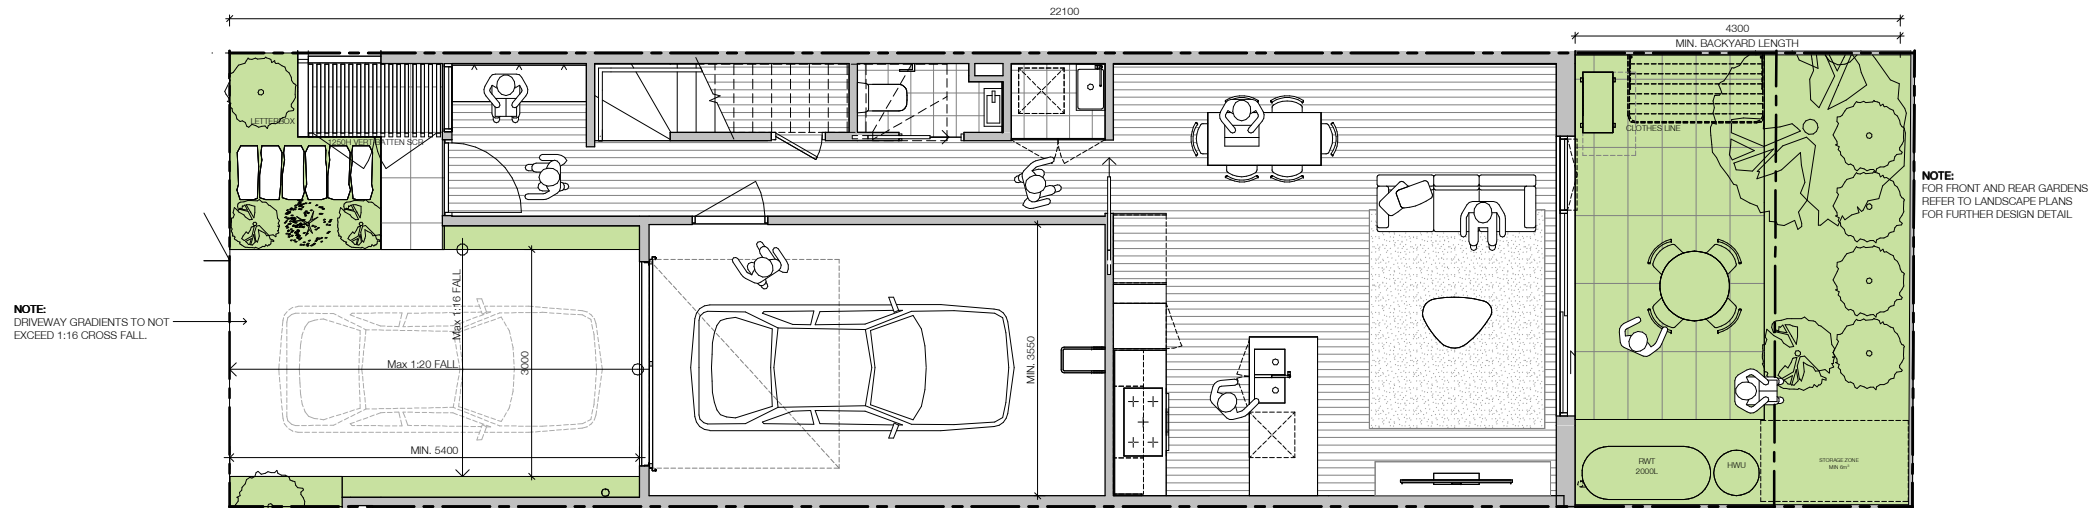 22100
4300
MIN. BACKYARD LENGTH
LETTERBOX
1250H VERT BATTEN SCR
CLOTHES LINE
NOTE:
FOR FRONT AND REAR GARDENS
REFER TO LANDSCAPE PLANS
FOR FURTHER DESIGN DETAIL
NOTE:
DRIVEWAY GRADIENTS TO NOT
EXCEED 1:16 CROSS FALL.
Max 1:16 FALL
Max 1:20 FALL
3000
MIN. 3550
MIN. 5400
RWT
2000L
HWU
STORAGE ZONE
MIN 6m³